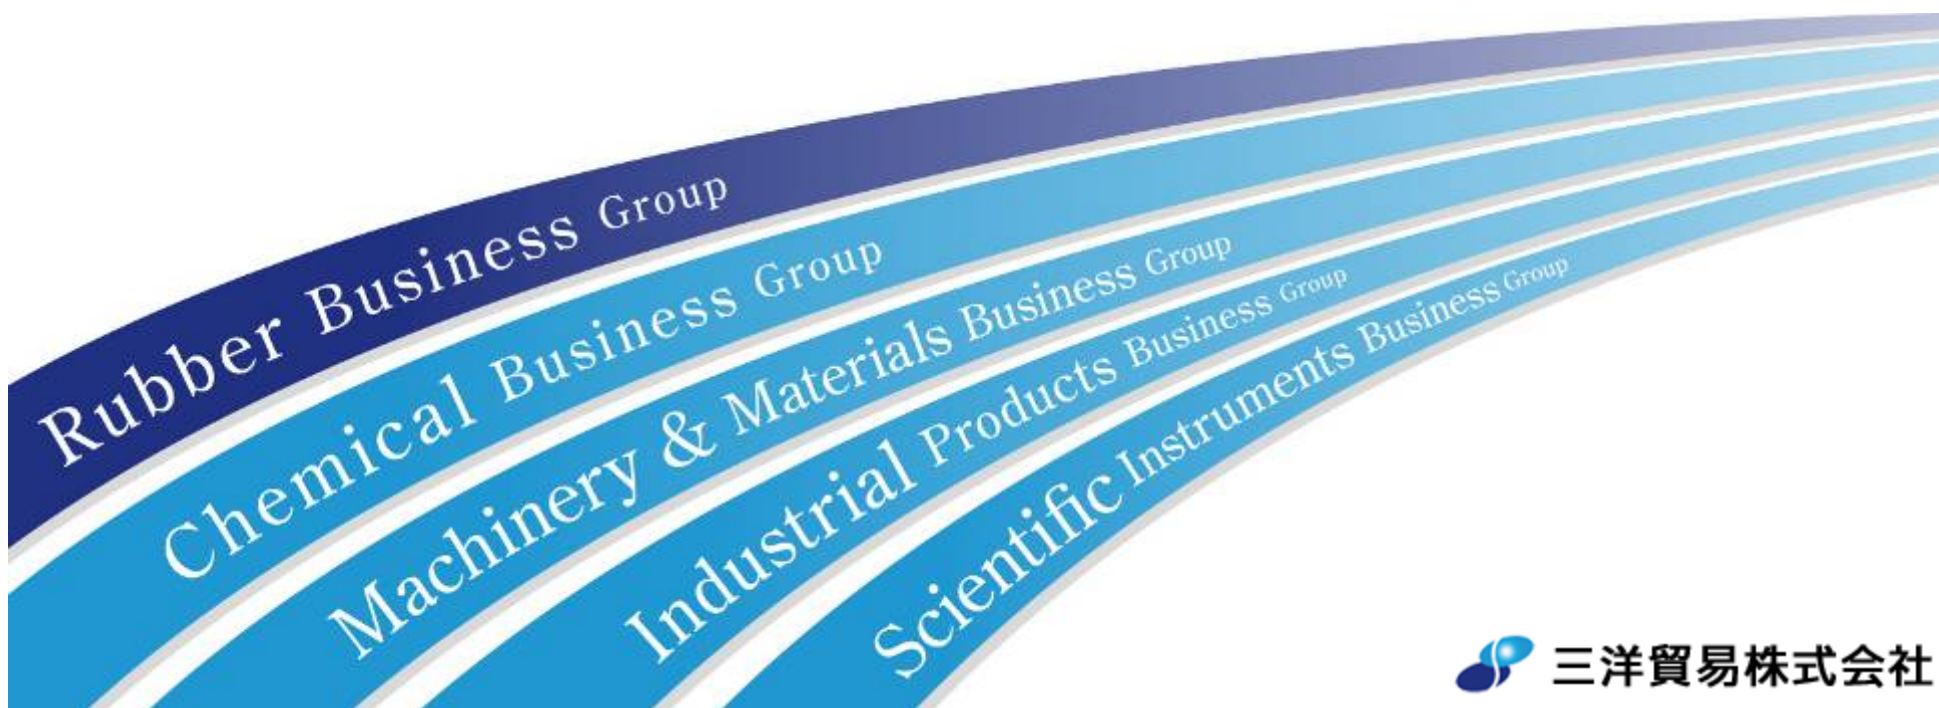 Rubber Business Group
Chemical Business Group
Machinery & Materials Business Group
Industrial Products Business Group
Scientific Instruments Business Group
三洋貿易株式会社